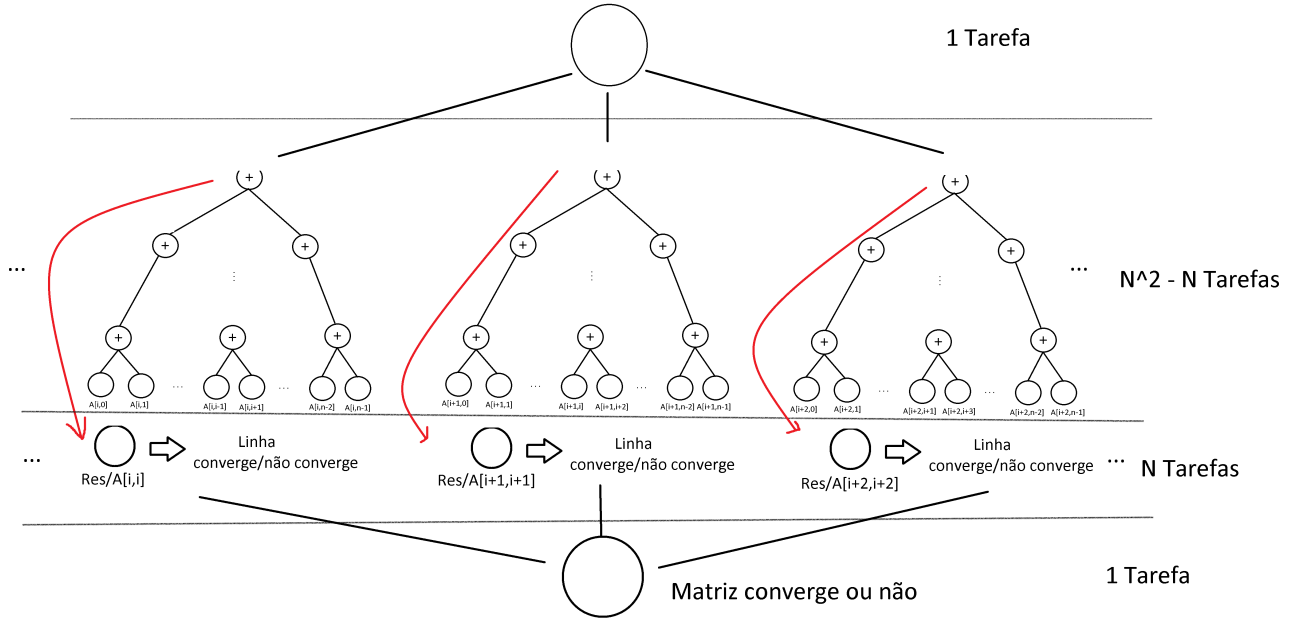 1 Tarefa
+ + +
+ + + + + +
... ⋮ ⋮ ⋮ ... N^2 - N Tarefas
+ + + + + + + + +
... ... ... ... ... ...
A[i,0] A[i,1] A[i,i-1] A[i,i+1] A[i,n-2] A[i,n-1] A[i+1,0] A[i+1,1] A[i+1,i] A[i+1,i+2] A[i+1,n-2] A[i+1,n-1] A[i+2,0] A[i+2,1] A[i+2,i+1] A[i+2,i+3] A[i+2,n-2] A[i+2,n-1]
...
Res/A[i,i]
Linha
converge/não converge
Res/A[i+1,i+1]
Linha
converge/não converge
Res/A[i+2,i+2]
Linha
converge/não converge
... N Tarefas
Matriz converge ou não
1 Tarefa